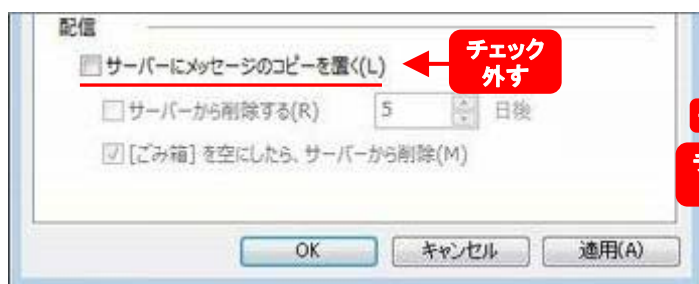 配信
サーバーにメッセージのコピーを置く(L)
チェック
外す
サーバーから削除する(R) 5 日後
[ごみ箱] を空にしたら、サーバーから削除(M)
OK キャンセル 適用(A)